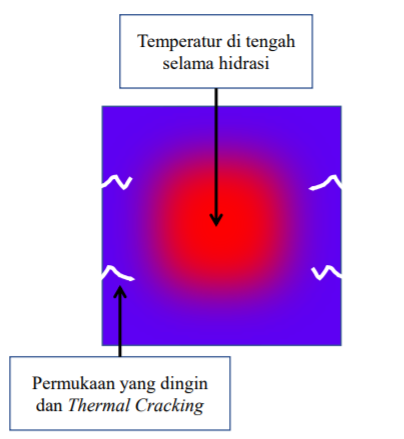 Temperatur di tengah
selama hidrasi
Permukaan yang dingin
dan Thermal Cracking